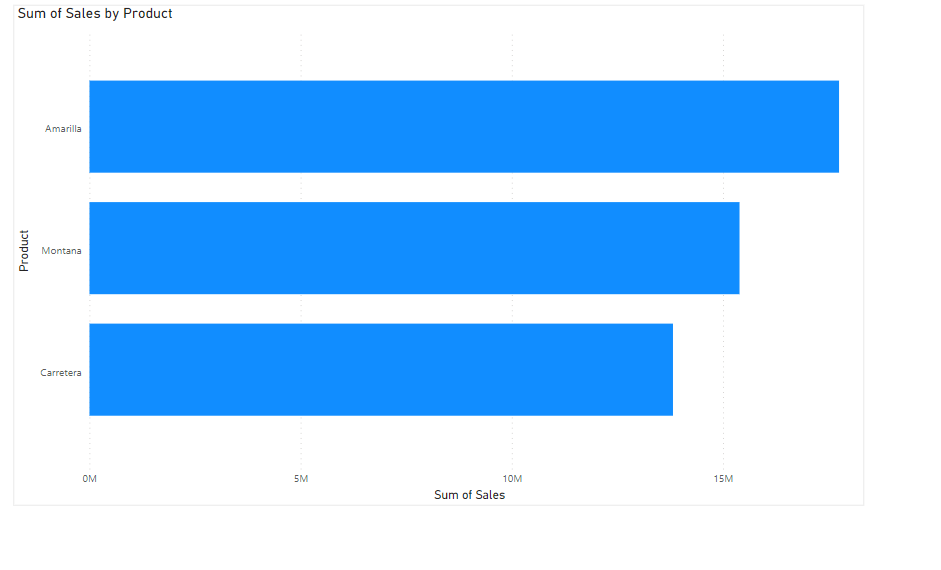 Sum of Sales by Product
Product
Amarilla
Montana
Carretera
0M 5M 10M 15M
Sum of Sales